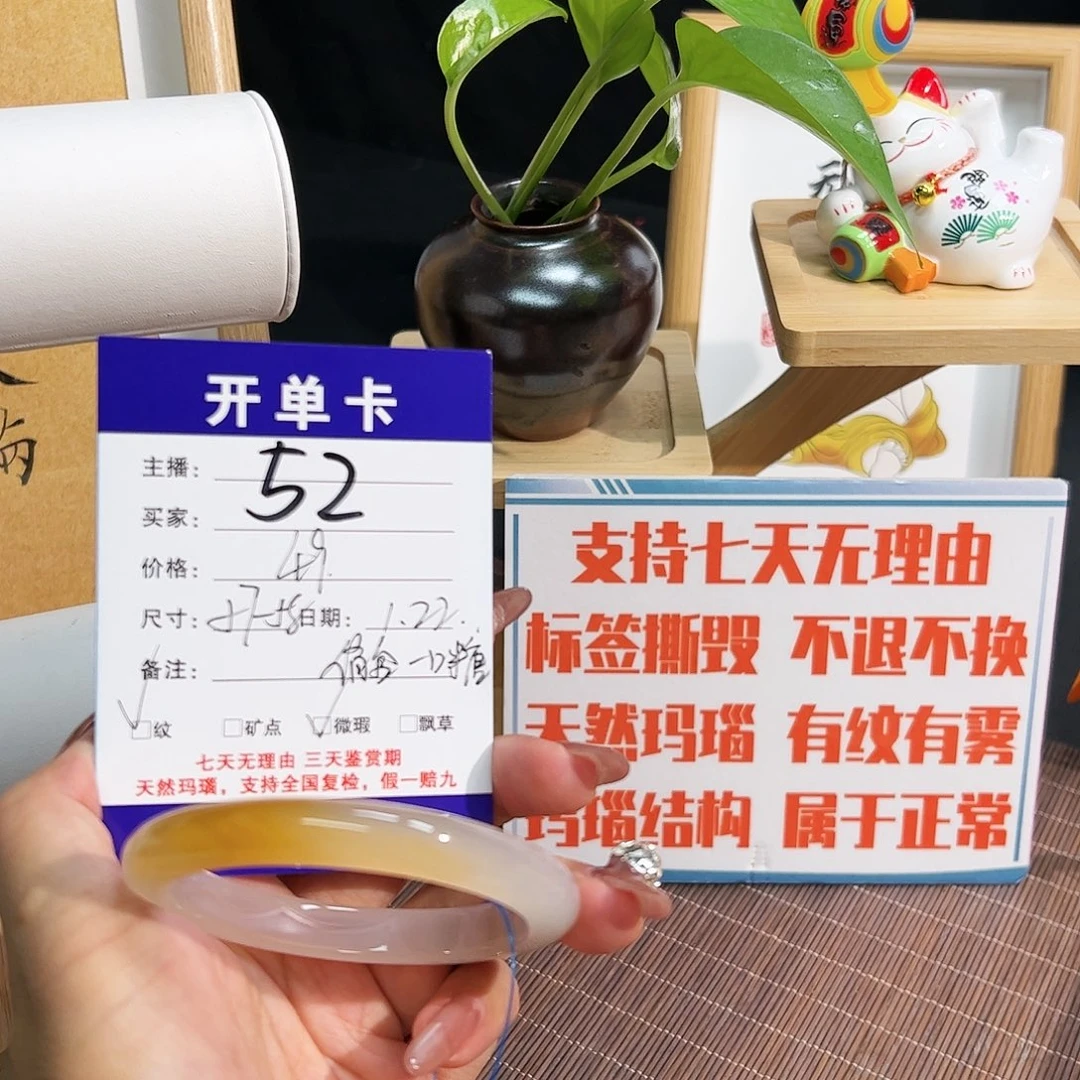 开单卡
主播：
52
买家：
价格：49.
尺寸：57-58 日期：1.22.
备注：
纹 矿点 微瑕 飘草
七天无理由 三天鉴赏期
天然玛瑙，支持全国复检，假一赔九
支持七天无理由
标签撕毁 不退不换
天然玛瑙 有纹有雾
玛瑙结构 属于正常